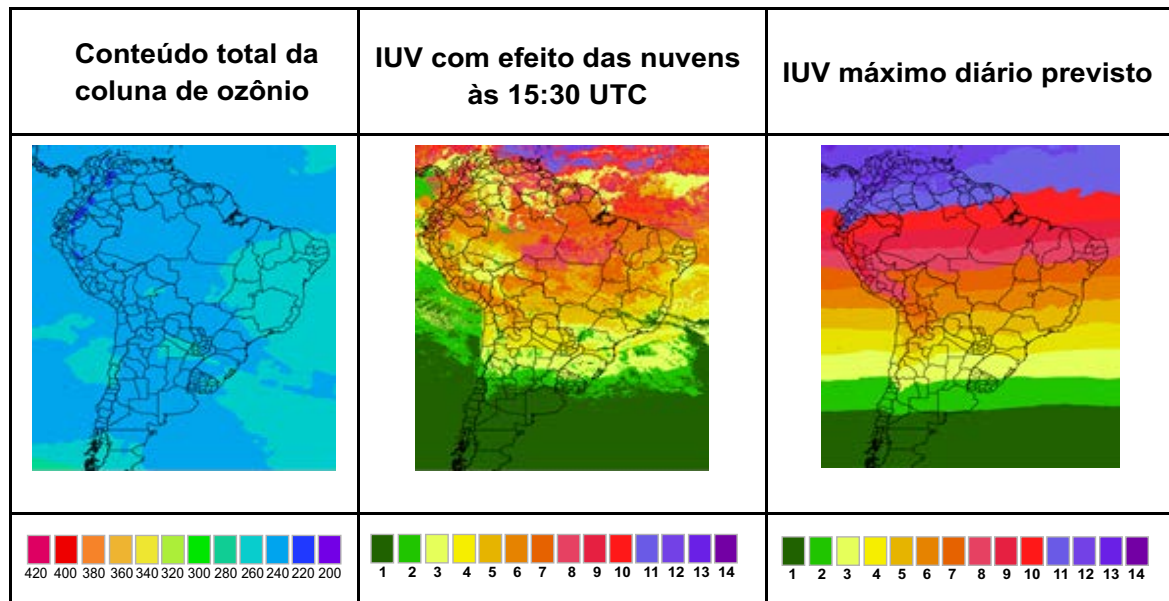 Conteúdo total da
coluna de ozônio
IUV com efeito das nuvens
às 15:30 UTC
IUV máximo diário previsto
420 400 380 360 340 320 300 280 260 240 220 200
1 2 3 4 5 6 7 8 9 10 11 12 13 14
1 2 3 4 5 6 7 8 9 10 11 12 13 14